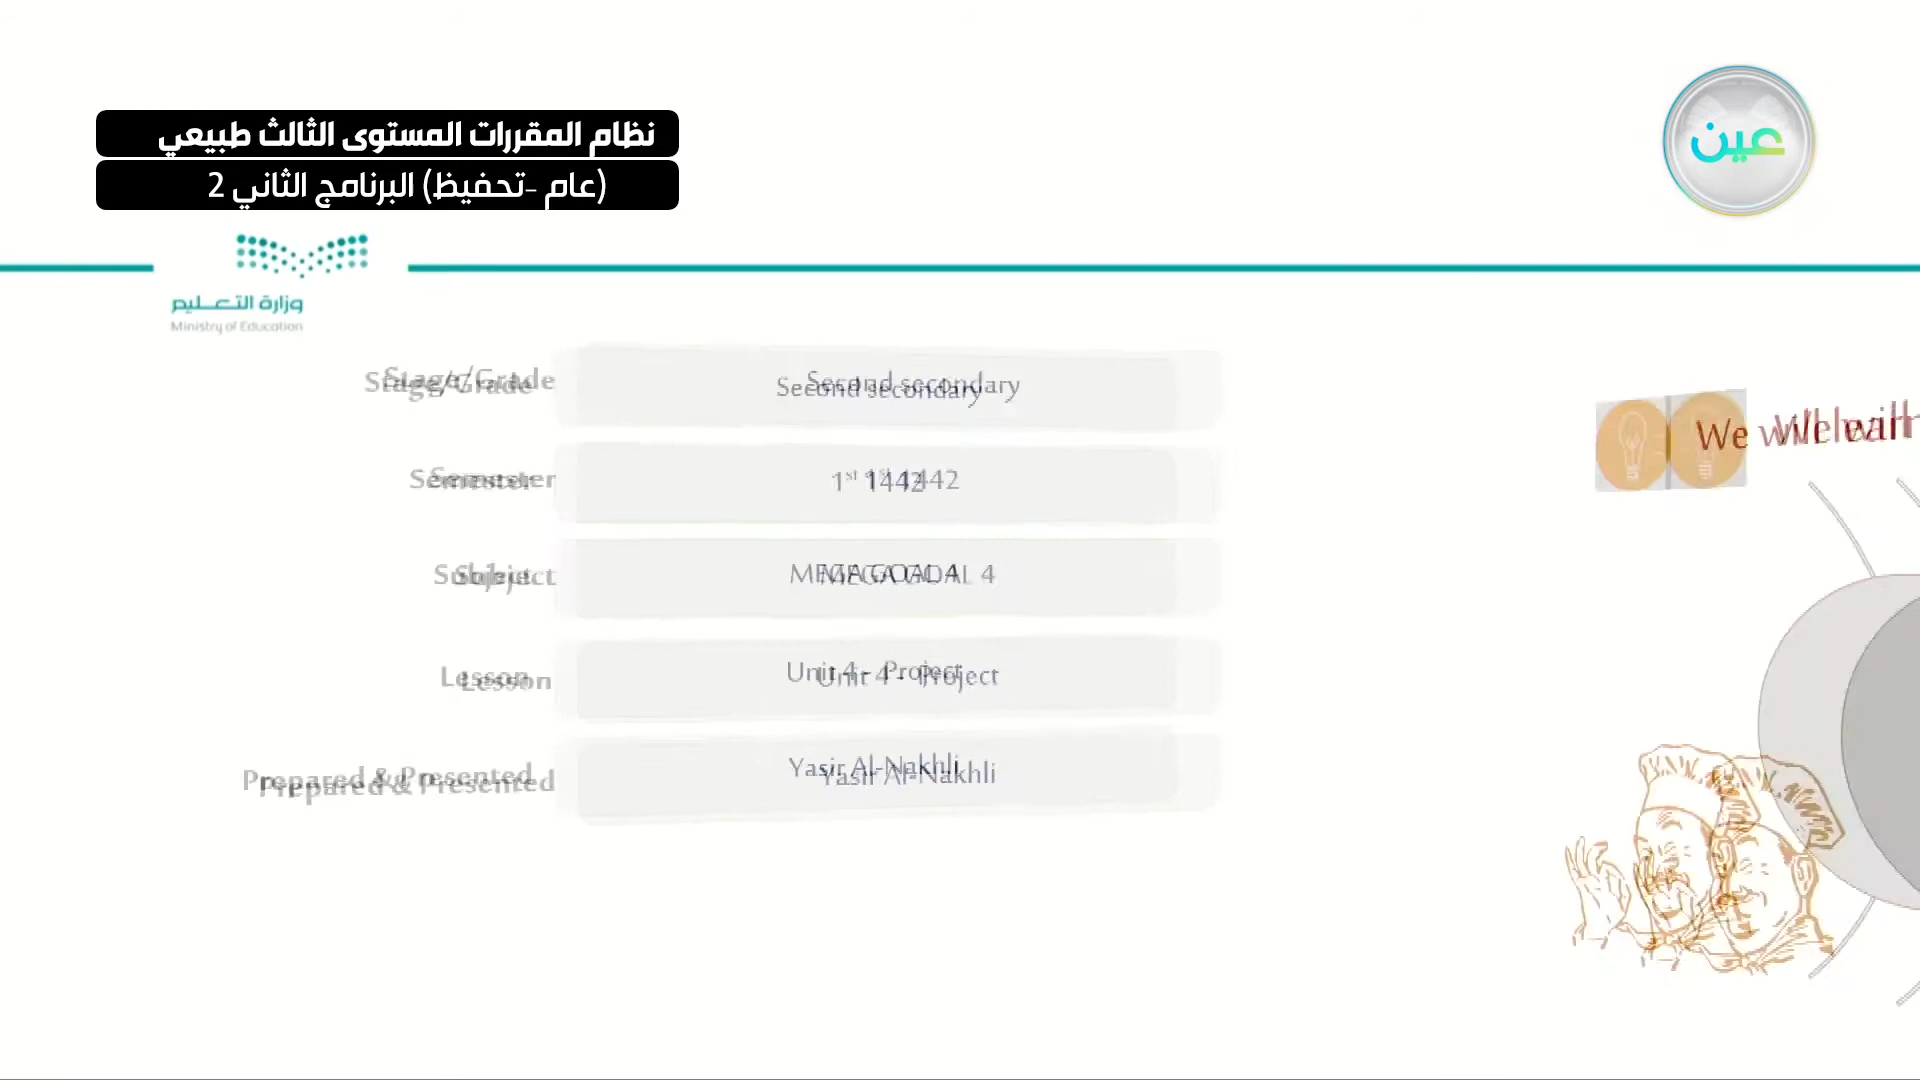 نظام المقررات المستوى الثالث طبيعي
(عام -تحفيظ) البرنامج الثاني 2
عين
وزارة التعليم
Ministry of Education
Stage/Grade Second secondary
Semester 1st 1442
Subject MEGA GOAL 4
Lesson Unit 4 - Project
Prepared & Presented Yasir Al-Nakhli
We will